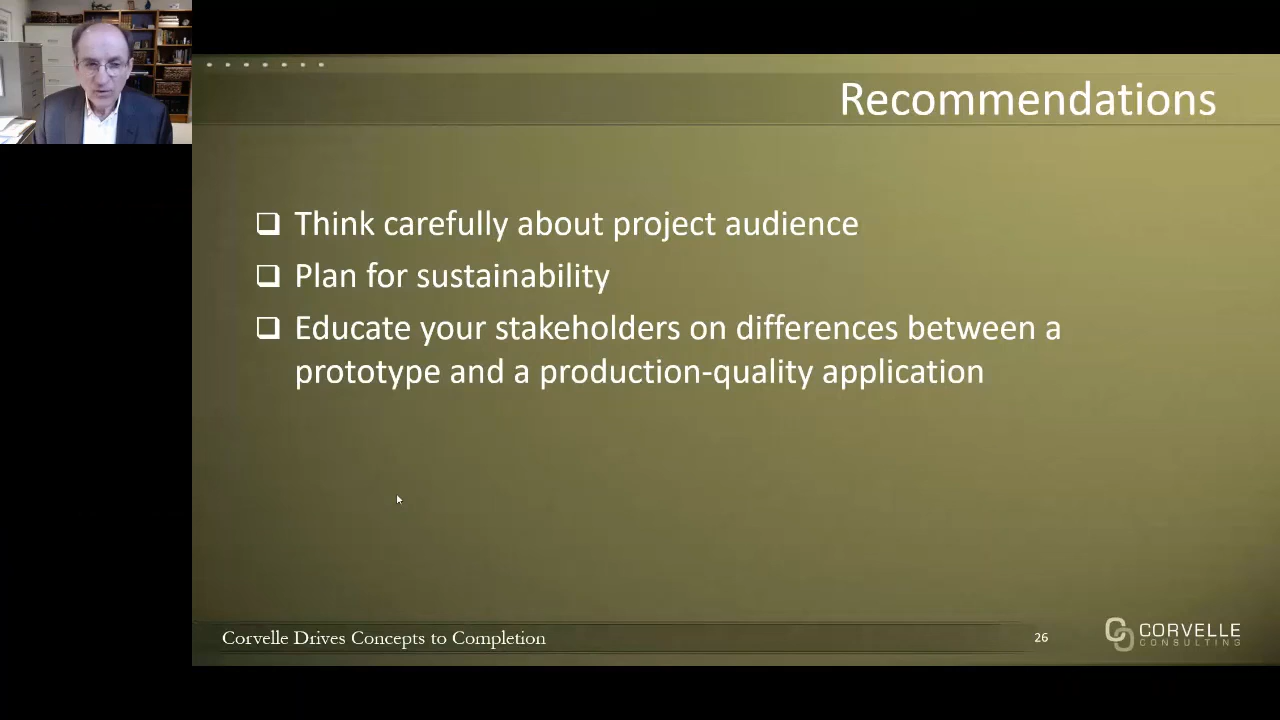 Recommendations
Think carefully about project audience
Plan for sustainability
Educate your stakeholders on differences between a
prototype and a production-quality application
Corvelle Drives Concepts to Completion
26
CORVELLE
CONSULTING